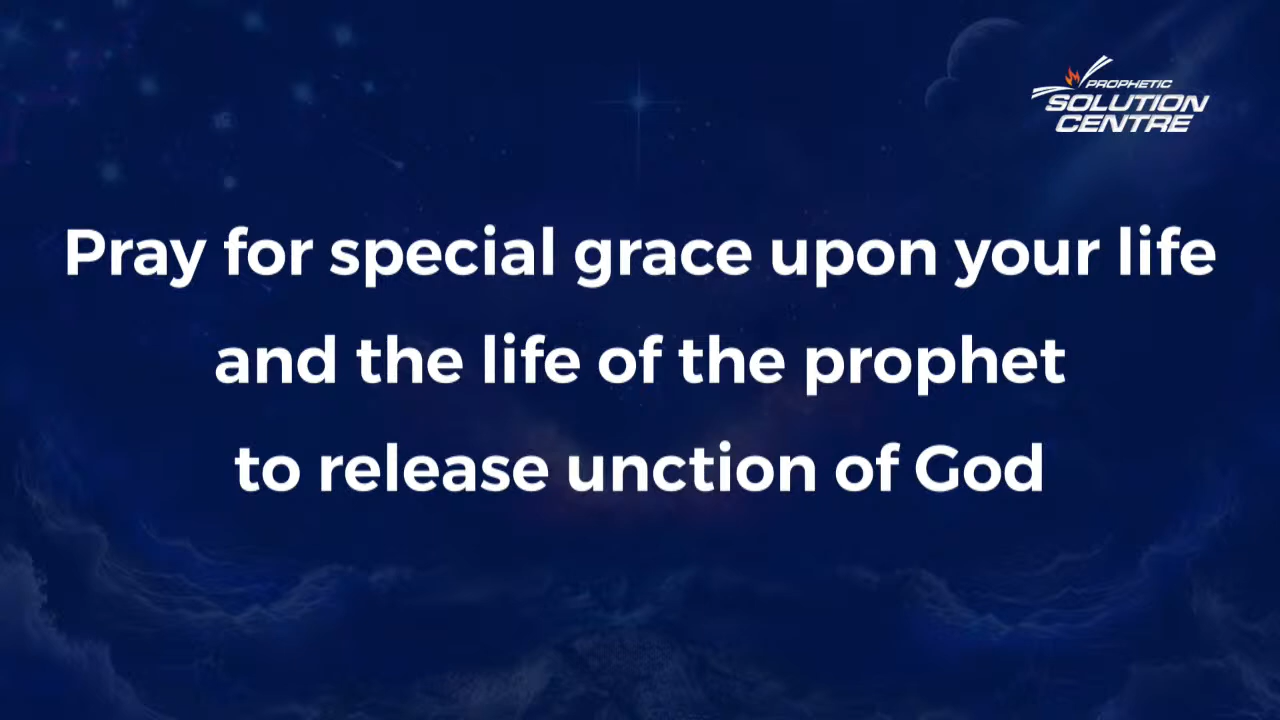 PROPHETIC
SOLUTION
CENTRE
Pray for special grace upon your life
and the life of the prophet
to release unction of God